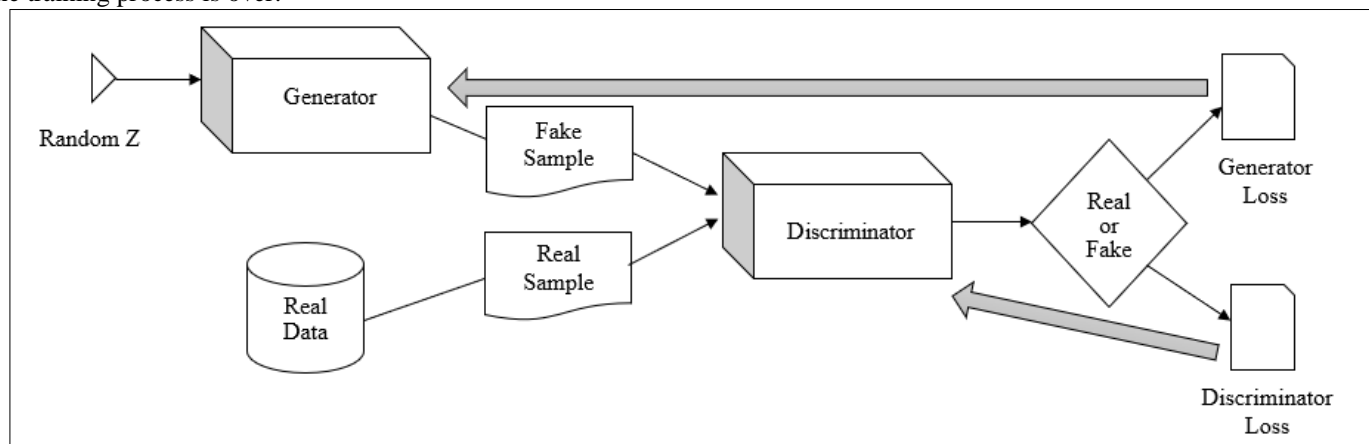 the training process is over.
Generator
Random Z
Fake
Sample
Generator
Loss
Discriminator
Real
or
Fake
Real
Sample
Real
Data
Discriminator
Loss